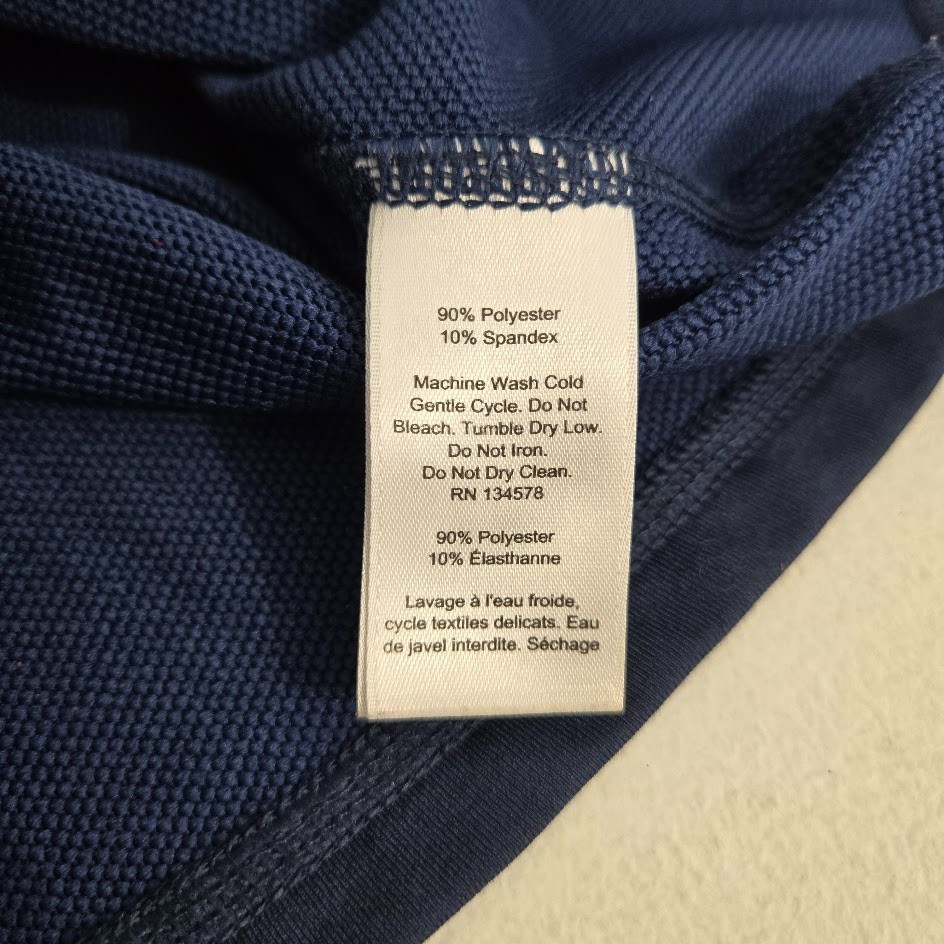 90% Polyester
10% Spandex
Machine Wash Cold
Gentle Cycle. Do Not
Bleach. Tumble Dry Low.
Do Not Iron.
Do Not Dry Clean.
RN 134578
90% Polyester
10% Élasthanne
Lavage à l'eau froide,
cycle textiles delicats. Eau
de javel interdite. Séchage